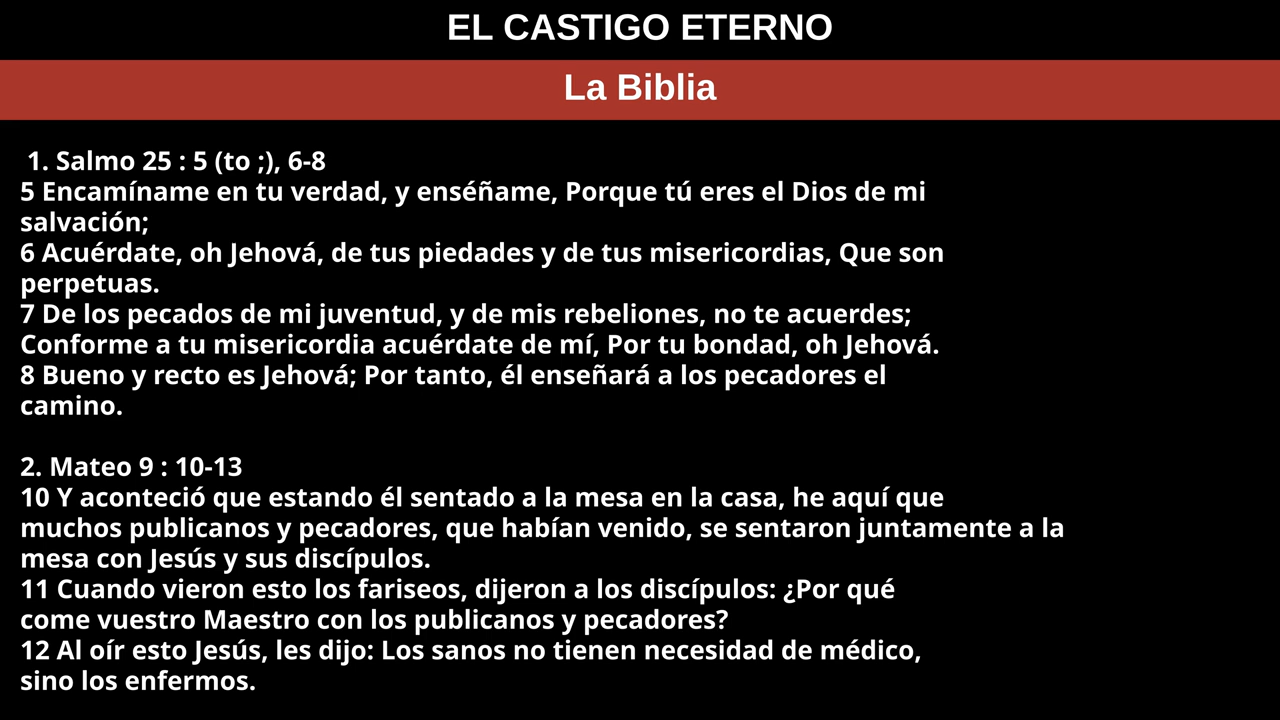 EL CASTIGO ETERNO
La Biblia
1. Salmo 25 : 5 (to ;), 6-8
5 Encamíname en tu verdad, y enséñame, Porque tú eres el Dios de mi
salvación;
6 Acuérdate, oh Jehová, de tus piedades y de tus misericordias, Que son
perpetuas.
7 De los pecados de mi juventud, y de mis rebeliones, no te acuerdes;
Conforme a tu misericordia acuérdate de mí, Por tu bondad, oh Jehová.
8 Bueno y recto es Jehová; Por tanto, él enseñará a los pecadores el
camino.
2. Mateo 9 : 10-13
10 Y aconteció que estando él sentado a la mesa en la casa, he aquí que
muchos publicanos y pecadores, que habían venido, se sentaron juntamente a la
mesa con Jesús y sus discípulos.
11 Cuando vieron esto los fariseos, dijeron a los discípulos: ¿Por qué
come vuestro Maestro con los publicanos y pecadores?
12 Al oír esto Jesús, les dijo: Los sanos no tienen necesidad de médico,
sino los enfermos.